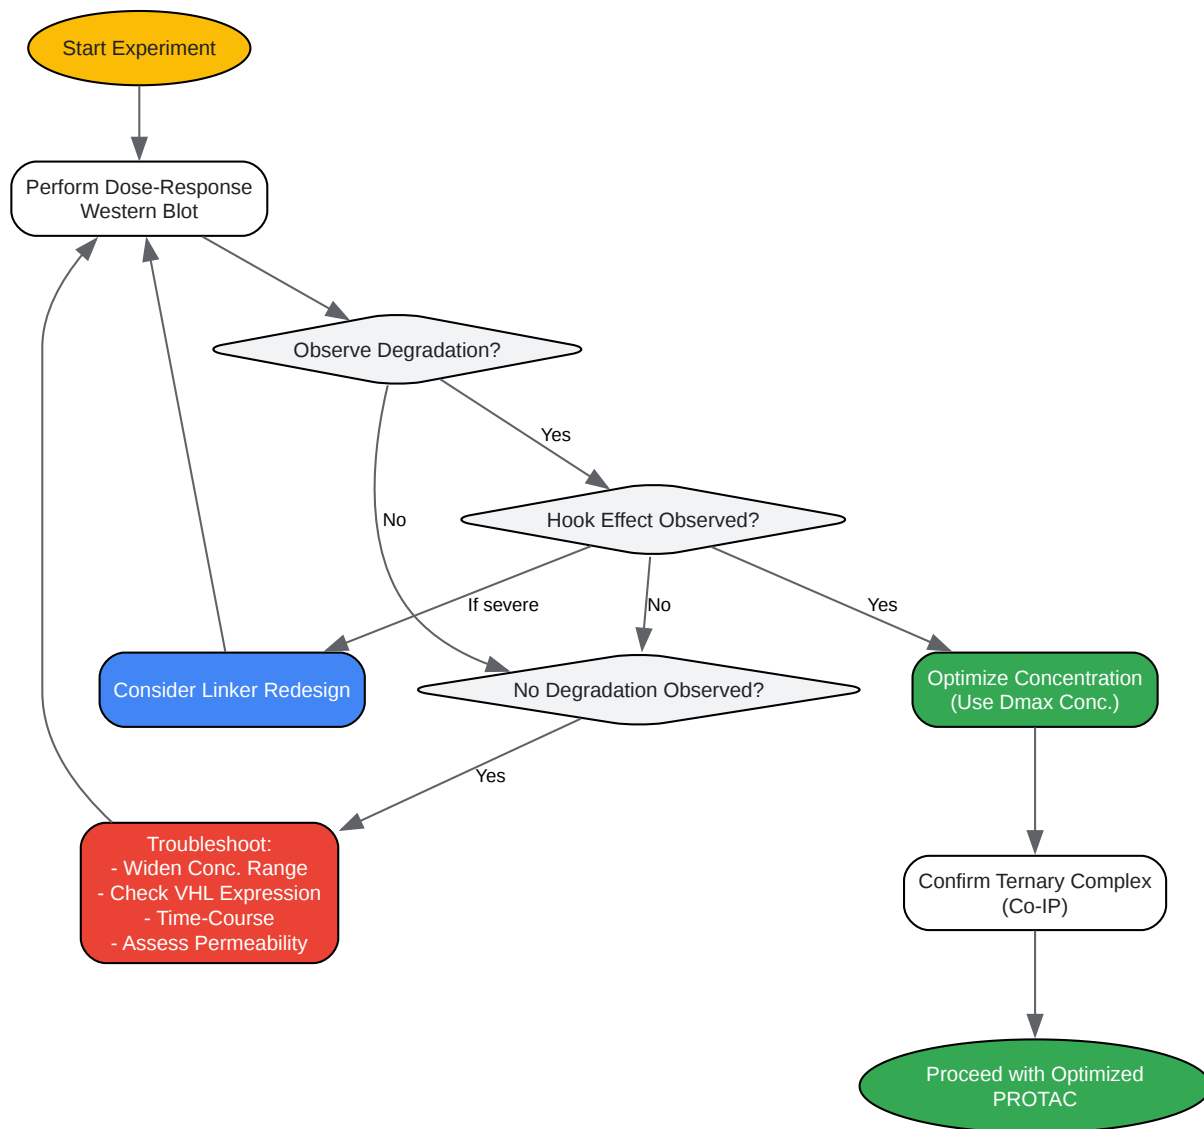 Start Experiment
Perform Dose-Response
Western Blot
Observe Degradation?
Yes
Hook Effect Observed?
No
If severe
No
Yes
Consider Linker Redesign
No Degradation Observed?
Optimize Concentration
(Use Dmax Conc.)
Yes
Troubleshoot:
- Widen Conc. Range
- Check VHL Expression
- Time-Course
- Assess Permeability
Confirm Ternary Complex
(Co-IP)
Proceed with Optimized
PROTAC